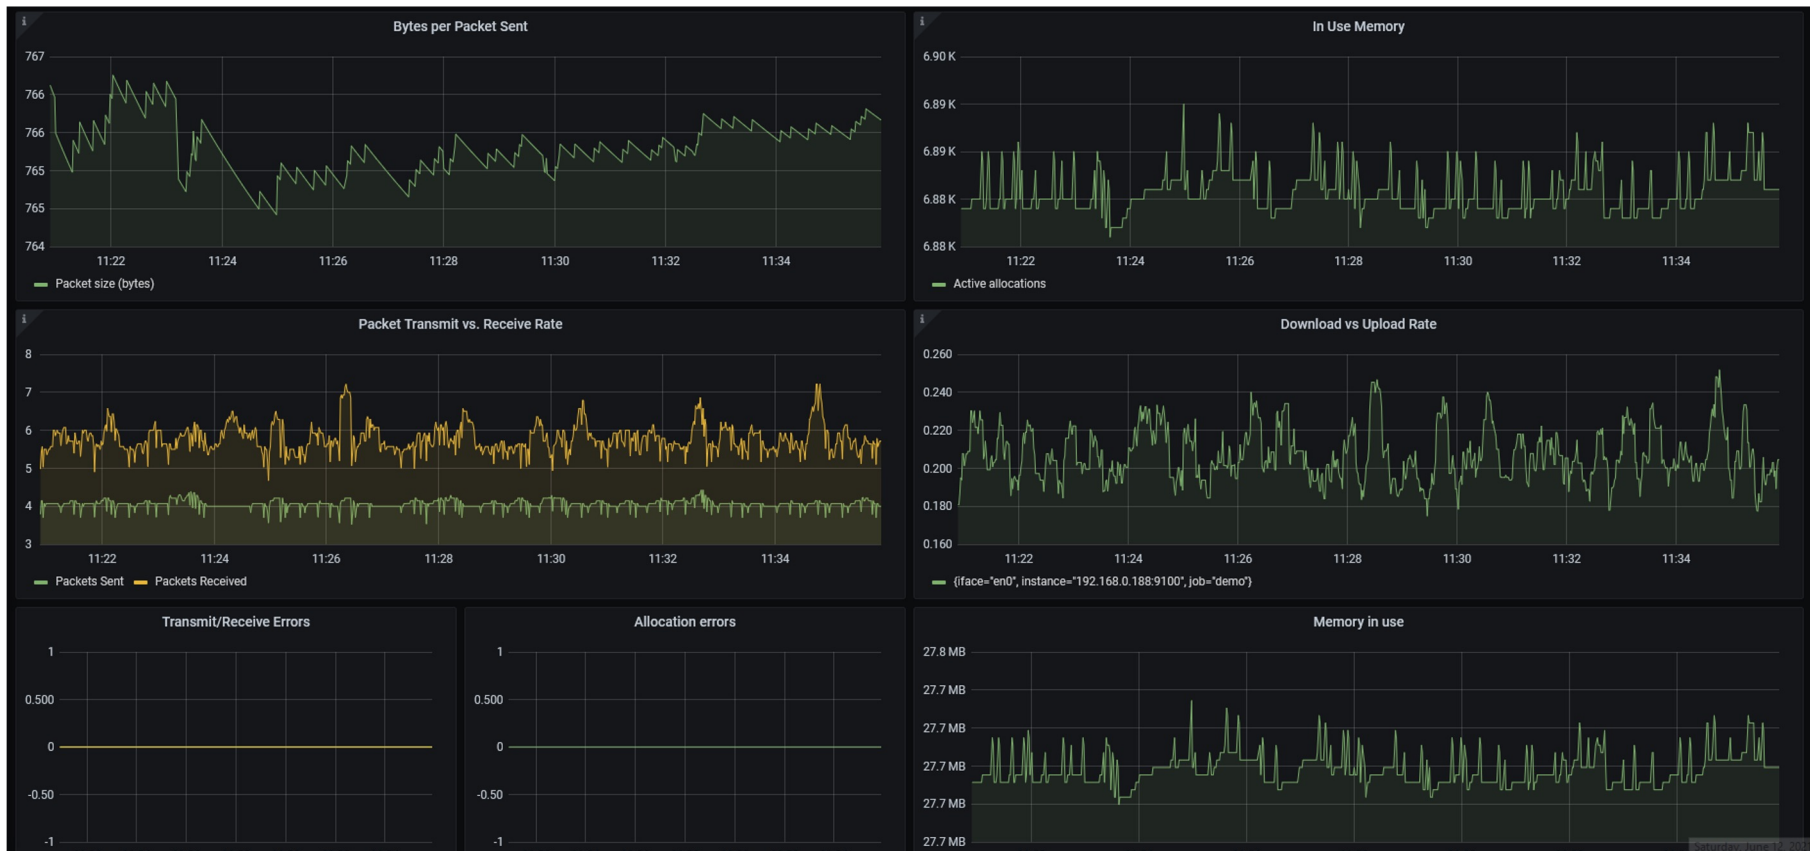 Bytes per Packet Sent
767
766
766
765
765
764
11:22 11:24 11:26 11:28 11:30 11:32 11:34
Packet size (bytes)
In Use Memory
6.90 K
6.89 K
6.89 K
6.88 K
6.88 K
11:22 11:24 11:26 11:28 11:30 11:32 11:34
Active allocations
Packet Transmit vs. Receive Rate
8
7
6
5
4
3
11:22 11:24 11:26 11:28 11:30 11:32 11:34
Packets Sent Packets Received
Download vs Upload Rate
0.260
0.240
0.220
0.200
0.180
0.160
11:22 11:24 11:26 11:28 11:30 11:32 11:34
{iface="en0", instance="192.168.0.188:9100", job="demo"}
Transmit/Receive Errors
1
0.500
0
-0.50
-1
Allocation errors
1
0.500
0
-0.50
-1
Memory in use
27.8 MB
27.7 MB
27.7 MB
27.7 MB
27.7 MB
27.7 MB
Saturday, June 12,